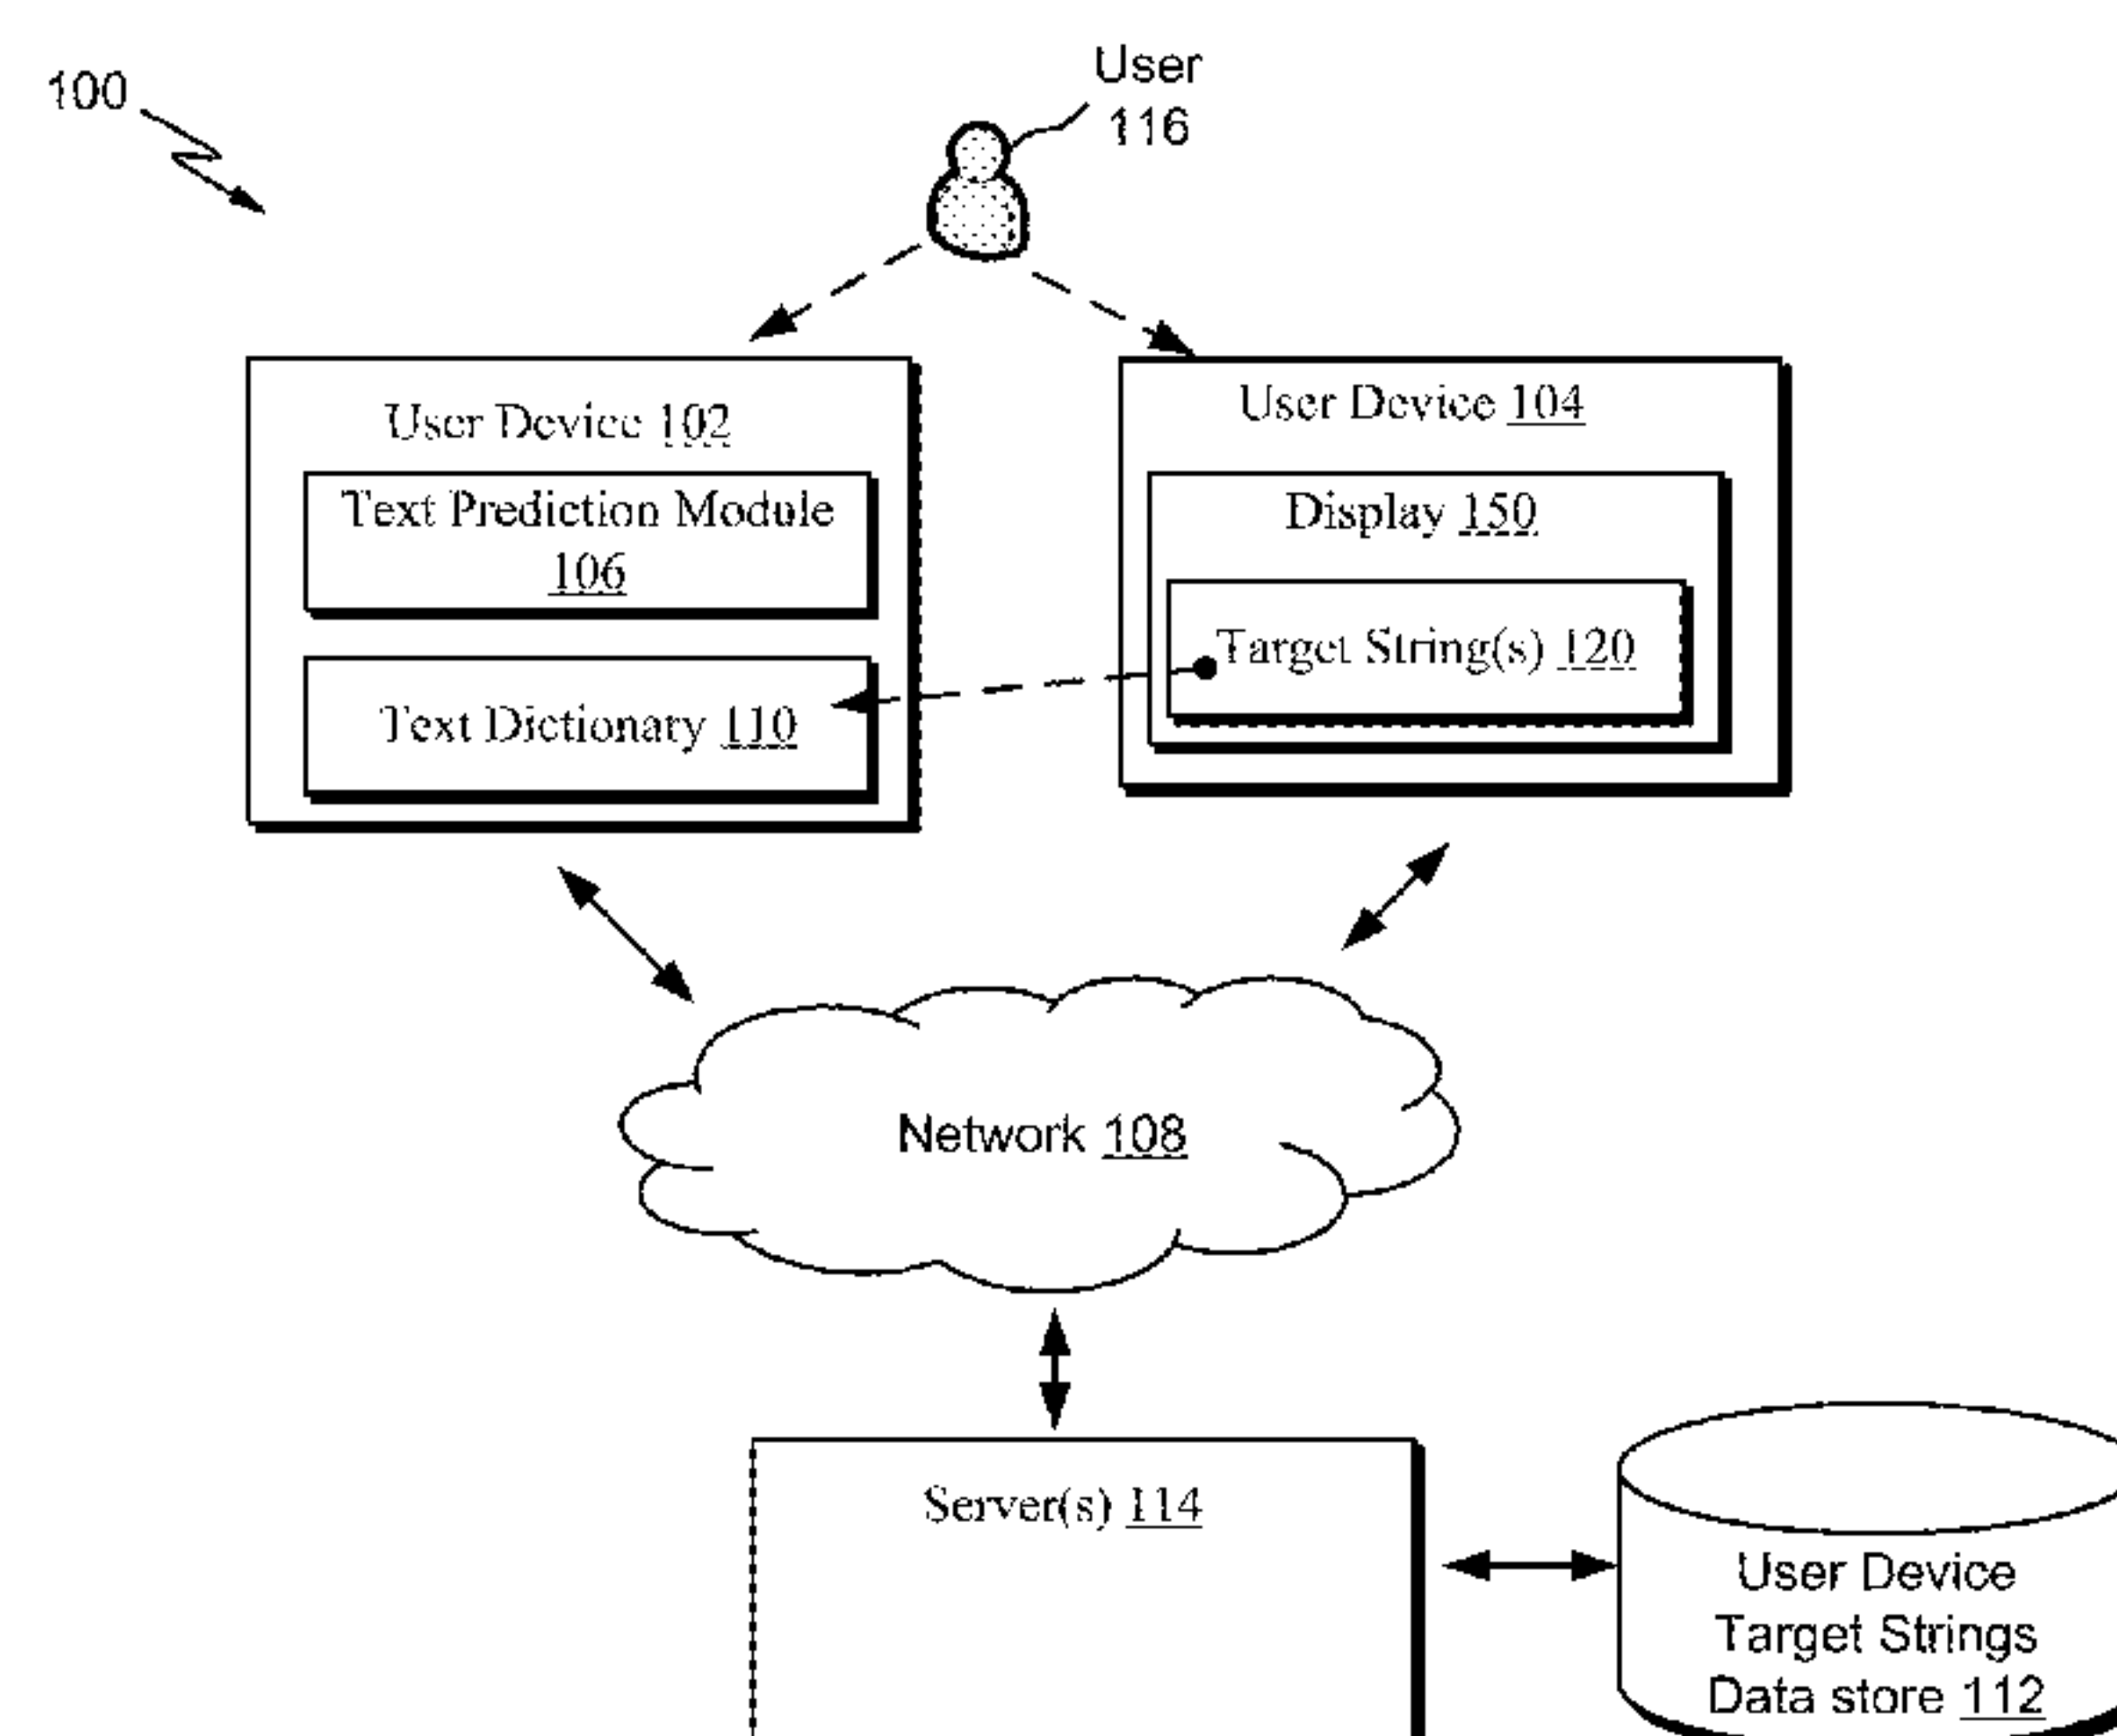 100
User
116
User Device 102
Text Prediction Module
106
Text Dictionary 110
User Device 104
Display 150
Target String(s) 120
Network 108
Server(s) 114
User Device
Target Strings
Data store 112